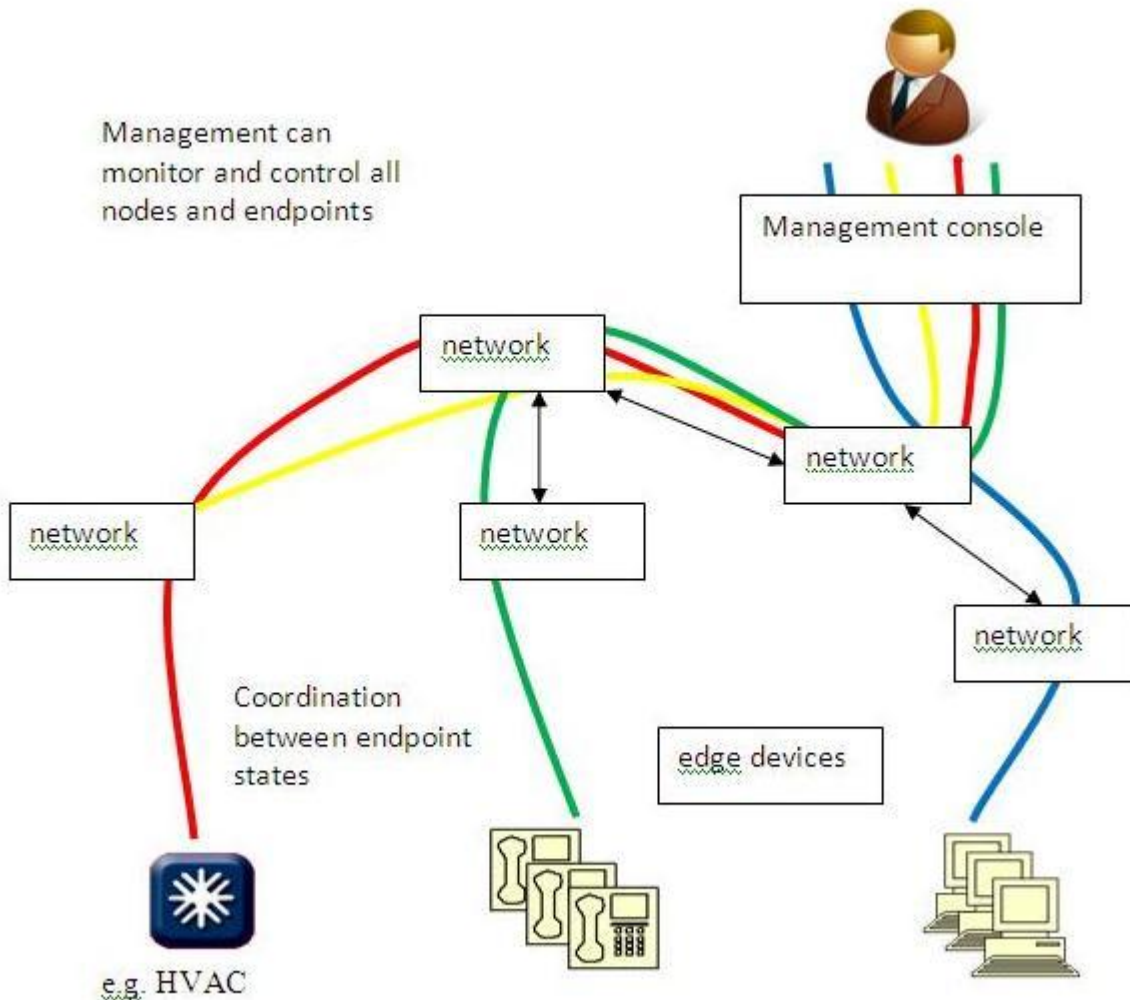 Management can
monitor and control all
nodes and endpoints
Management console
network
network
network
network
network
Coordination
between endpoint
states
edge devices
e.g. HVAC